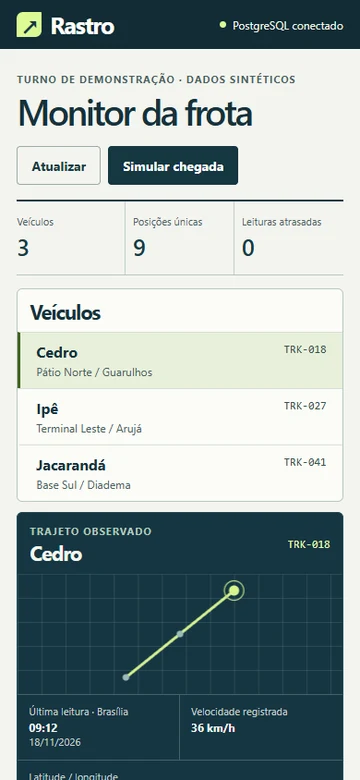 Rastro
PostgreSQL conectado
TURNO DE DEMONSTRAÇÃO · DADOS SINTÉTICOS
Monitor da frota
Atualizar
Simular chegada
Veículos
3
Posições únicas
9
Leituras atrasadas
0
Veículos
Cedro
TRK-018
Pátio Norte / Guarulhos
Ipê
TRK-027
Terminal Leste / Arujá
Jacarandá
TRK-041
Base Sul / Diadema
TRAJETO OBSERVADO
Cedro
TRK-018
Última leitura · Brasília
09:12
18/11/2026
Velocidade registrada
36 km/h
Latitude / longitude